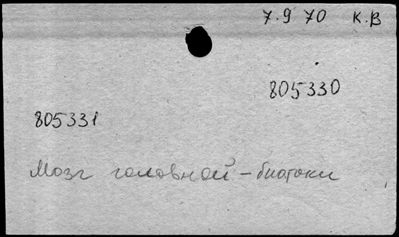 7.9 70 К.В
805330
805331
Мозг головной – биотоки